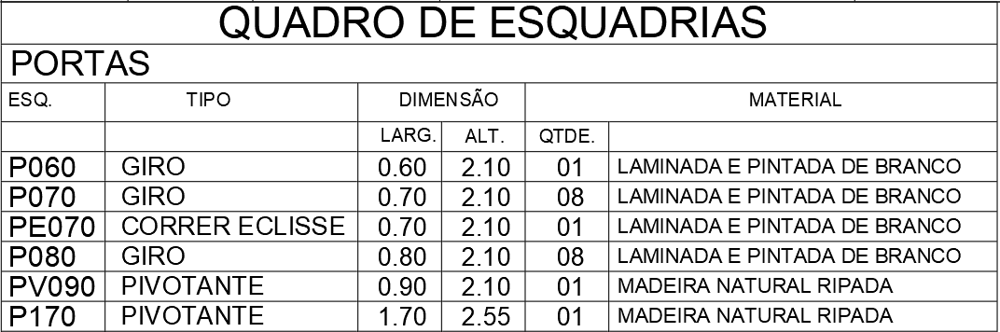 QUADRO DE ESQUADRIAS
PORTAS
ESQ. TIPO DIMENSÃO MATERIAL
LARG. ALT. QTDE.
P060 GIRO 0.60 2.10 01 LAMINADA E PINTADA DE BRANCO
P070 GIRO 0.70 2.10 08 LAMINADA E PINTADA DE BRANCO
PE070 CORRER ECLISSE 0.70 2.10 01 LAMINADA E PINTADA DE BRANCO
P080 GIRO 0.80 2.10 08 LAMINADA E PINTADA DE BRANCO
PV090 PIVOTANTE 0.90 2.10 01 MADEIRA NATURAL RIPADA
P170 PIVOTANTE 1.70 2.55 01 MADEIRA NATURAL RIPADA